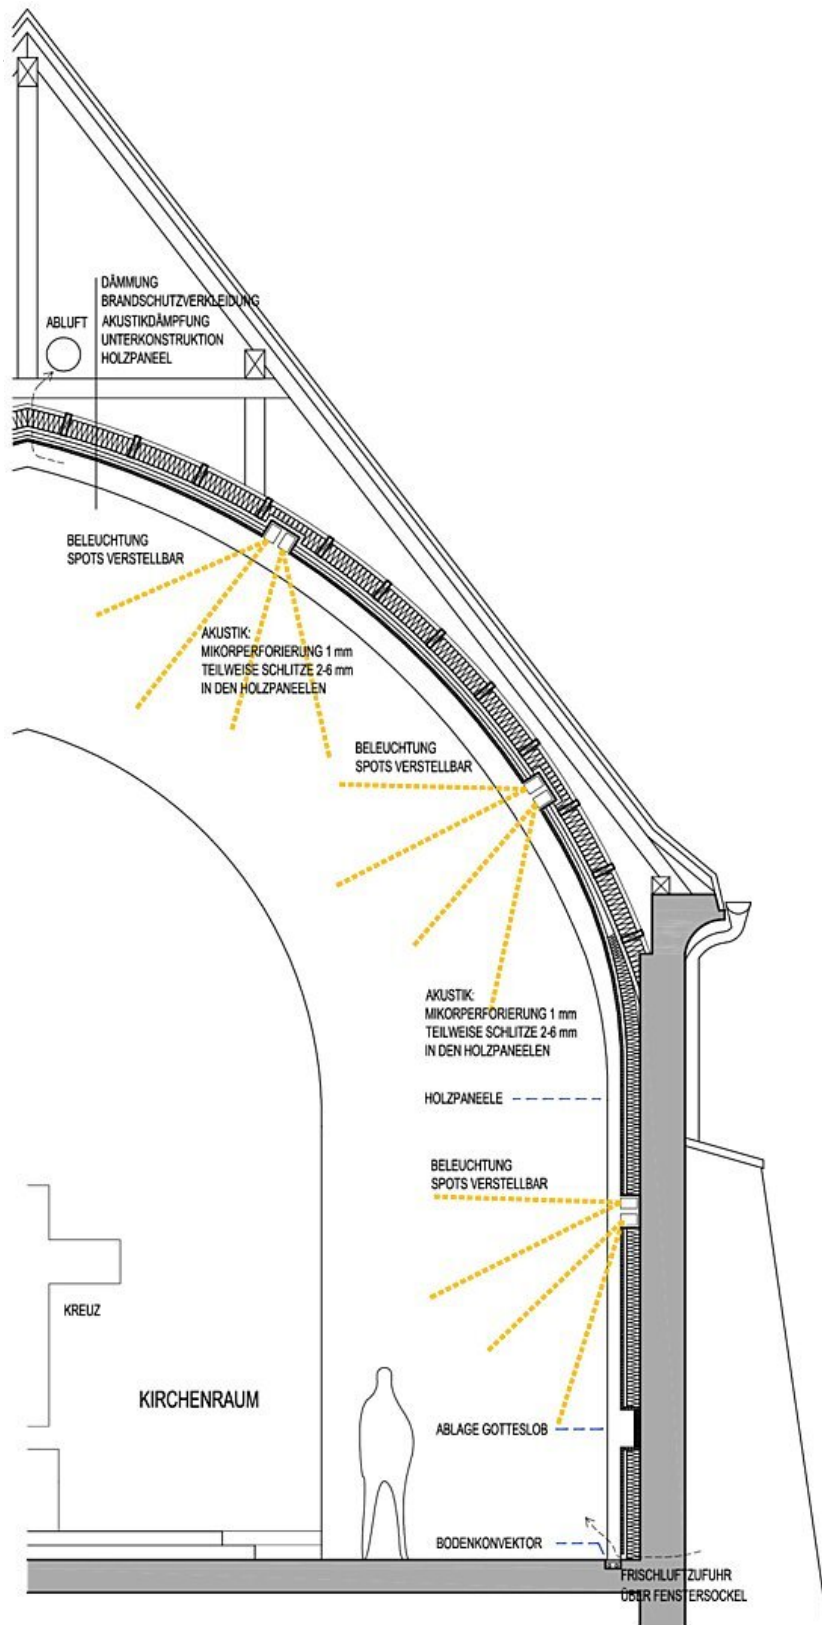 DÄMMUNG
BRANDSCHUTZVERKLEIDUNG
ABLUFT
AKUSTIKDÄMPFUNG
UNTERKONSTRUKTION
HOLZPANEEL
BELEUCHTUNG
SPOTS VERSTELLBAR
AKUSTIK:
MIKORPERFORIERUNG 1 mm
TEILWEISE SCHLITZE 2-6 mm
IN DEN HOLZPANEELEN
BELEUCHTUNG
SPOTS VERSTELLBAR
AKUSTIK:
MIKORPERFORIERUNG 1 mm
TEILWEISE SCHLITZE 2-6 mm
IN DEN HOLZPANEELEN
HOLZPANEELE
BELEUCHTUNG
SPOTS VERSTELLBAR
KREUZ
KIRCHENRAUM
ABLAGE GOTTESLOB
BODENKONVEKTOR
FRISCHLUFTZUFUHR
ÜBER FENSTERSOCKEL